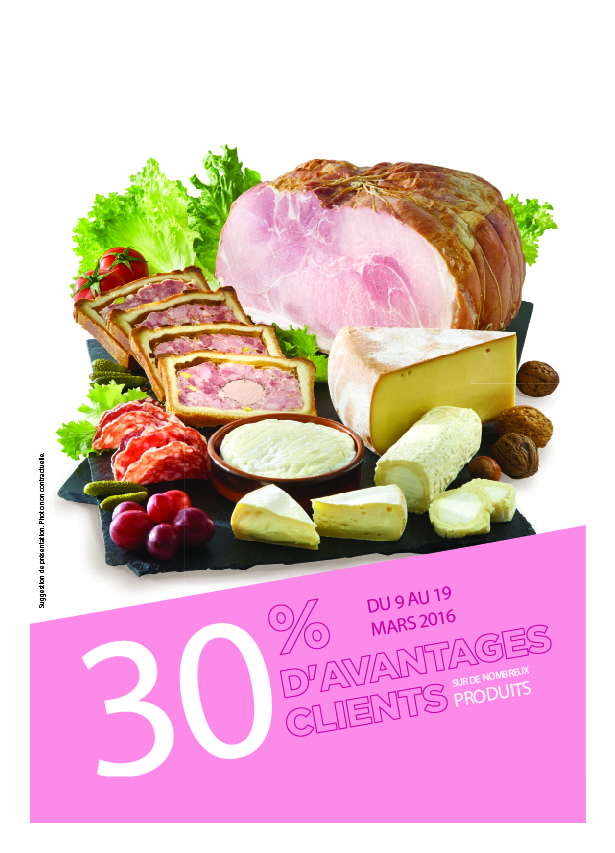 Suggestion de présentation. Photo non contractuelle.
30%
DU 9 AU 19
MARS 2016
D'AVANTAGES
CLIENTS
SUR DE NOMBREUX
PRODUITS